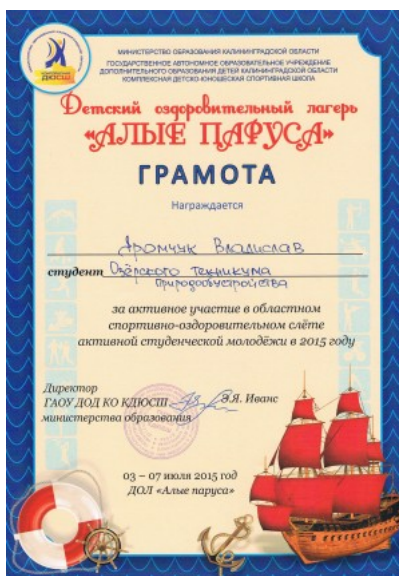 МИНИСТЕРСТВО ОБРАЗОВАНИЯ КАЛИНИНГРАДСКОЙ ОБЛАСТИ
ГОСУДАРСТВЕННОЕ АВТОНОМНОЕ ОБРАЗОВАТЕЛЬНОЕ УЧРЕЖДЕНИЕ
ДОПОЛНИТЕЛЬНОГО ОБРАЗОВАНИЯ ДЕТЕЙ КАЛИНИНГРАДСКОЙ ОБЛАСТИ
КОМПЛЕКСНАЯ ДЕТСКО-ЮНОШЕСКАЯ СПОРТИВНАЯ ШКОЛА
ДЮСШ
Детский оздоровительный лагерь
«АЛЫЕ ПАРУСА»
ГРАМОТА
Награждается
Яромчук Владислав
студент Озёрского техникума
природообустройства
за активное участие в областном
спортивно-оздоровительном слёте
активной студенческой молодёжи в 2015 году
Директор
ГАОУ ДОД КО КДЮСШ Э.Я. Иванс
министерства образования
03 – 07 июля 2015 год
ДОЛ «Алые паруса»